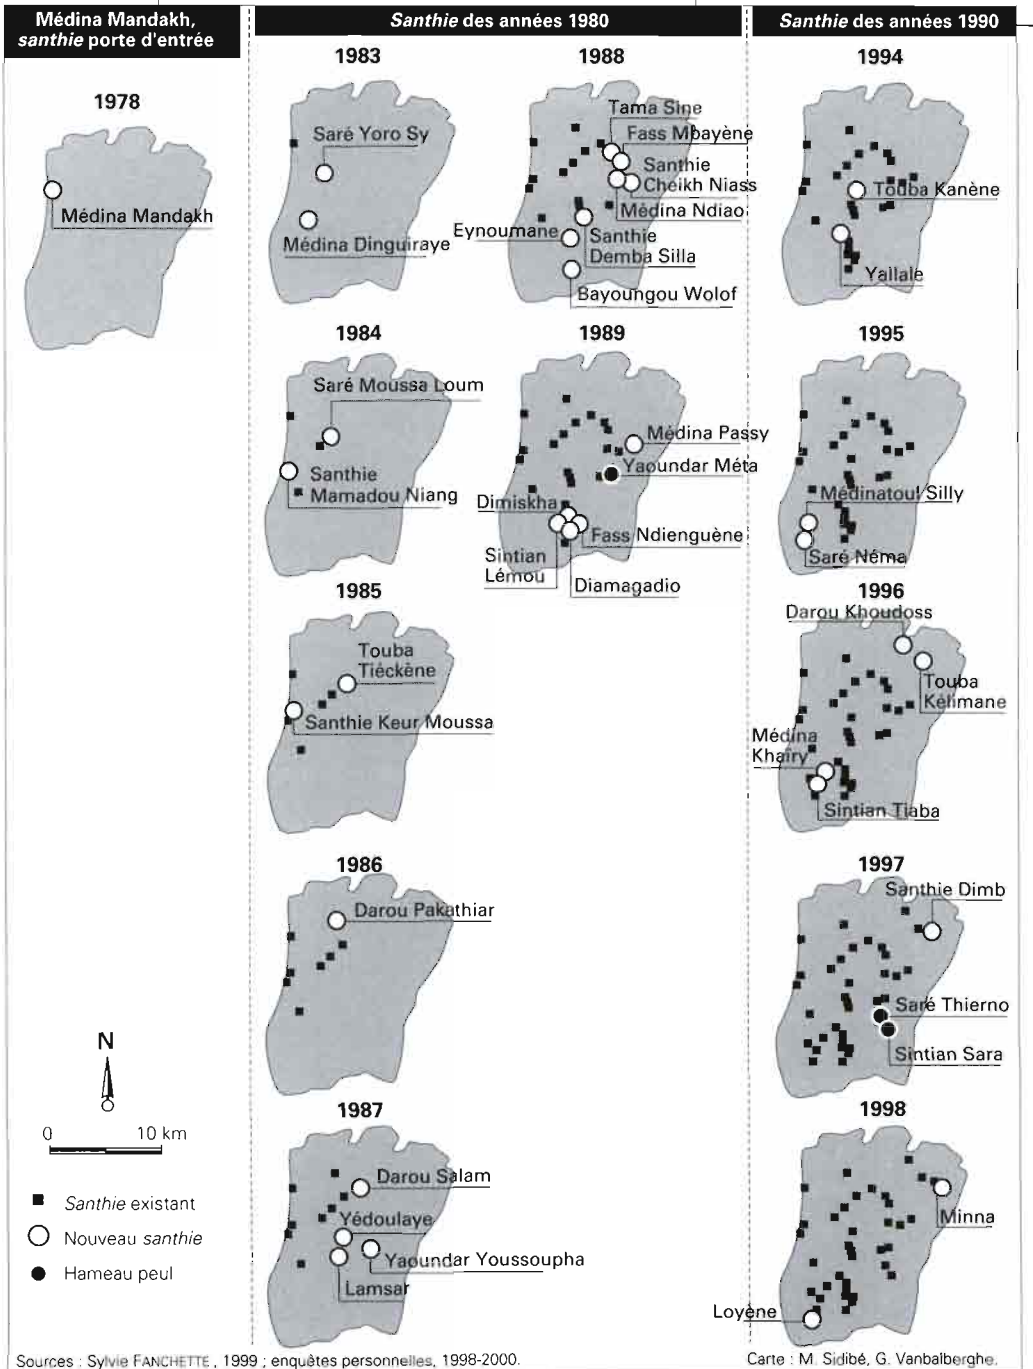 Médina Mandakh,
santhie porte d'entrée
1978
Médina Mandakh
Santhie des années 1980
1983
Saré Yoro Sy
Médina Dinguiraye
1984
Saré Moussa Loum
Santhie
Mamadou Niang
1985
Touba
Tiéckène
Santhie Keur Moussa
1986
Darou Pakathiar
1987
Darou Salam
Yédoulaye
Yaoundar Youssoupha
Lamsar
1988
Tama Sine
Fass Mbayène
Santhie
Cheikh Niass
Médina Ndiao
Eynoumane
Santhie
Demba Silla
Bayoungou Wolof
1989
Médina Passy
Yaoundar Méta
Dimiskha
Fass Ndienguène
Sintian
Lémou
Diamagadio
Santhie des années 1990
1994
Touba Kanène
Yallale
1995
Médinatoul Silly
Saré Néma
1996
Darou Khoudoss
Touba
Kélimane
Médina
Khaïry
Sintian Tiaba
1997
Santhie Dimb
Saré Thierno
Sintian Sara
1998
Minna
Loyène
N
0 10 km
Santhie existant
Nouveau santhie
Hameau peul
Sources : Sylvie FANCHETTE , 1999 ; enquêtes personnelles, 1998-2000.
Carte : M. Sidibé, G. Vanbalberghe.